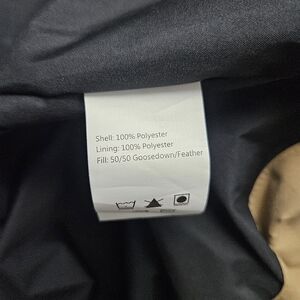 Shell: 100% Polyester
Lining: 100% Polyester
Fill: 50/50 Goosedown/Feather